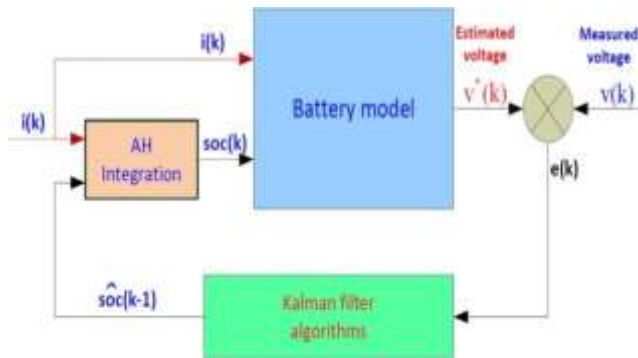 Estimated
voltage
Measured
voltage
i(k)
Battery model
v*(k)
v(k)
i(k)
AH
Integration
soc(k)
e(k)
soc^(k-1)
Kalman filter
algorithms